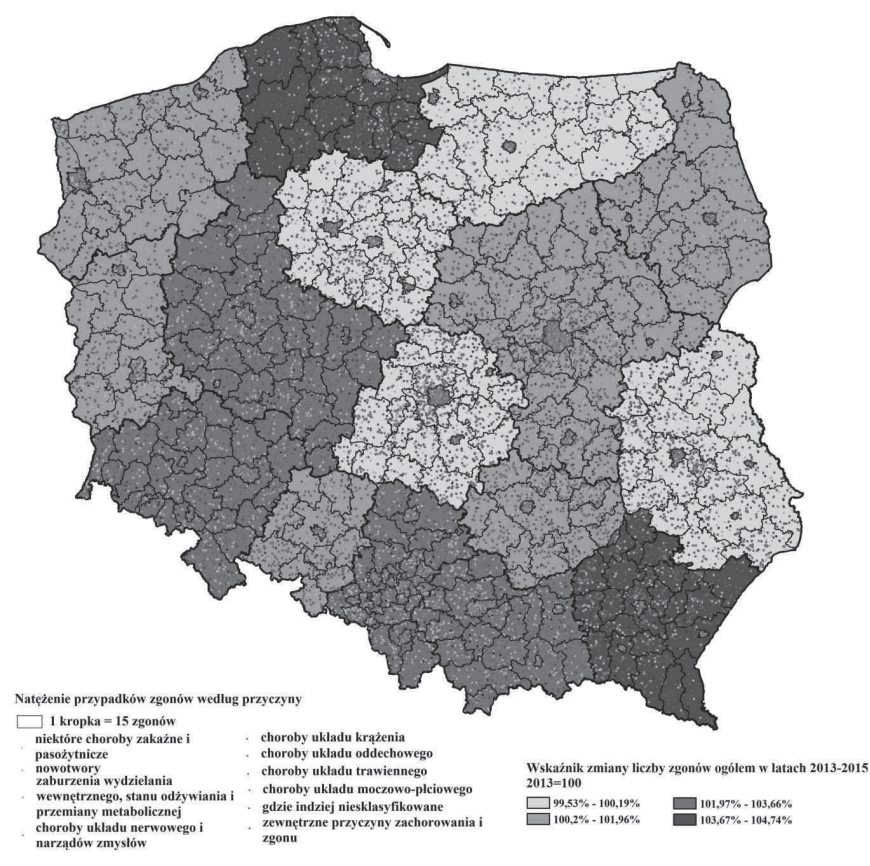 Natężenie przypadków zgonów według przyczyny
1 kropka = 15 zgonów
niektóre choroby zakaźne i
pasożytnicze
nowotwory
zaburzenia wydzielania
wewnętrznego, stanu odżywiania i
przemiany metabolicznej
choroby układu nerwowego i
narządów zmysłów
choroby układu krążenia
choroby układu oddechowego
choroby układu trawiennego
choroby układu moczowo-płciowego
gdzie indziej niesklasyfikowane
zewnętrzne przyczyny zachorowania i
zgonu
Wskaźnik zmiany liczby zgonów ogółem w latach 2013-2015
2013=100
99,53% - 100,19%
100,2% - 101,96%
101,97% - 103,66%
103,67% - 104,74%